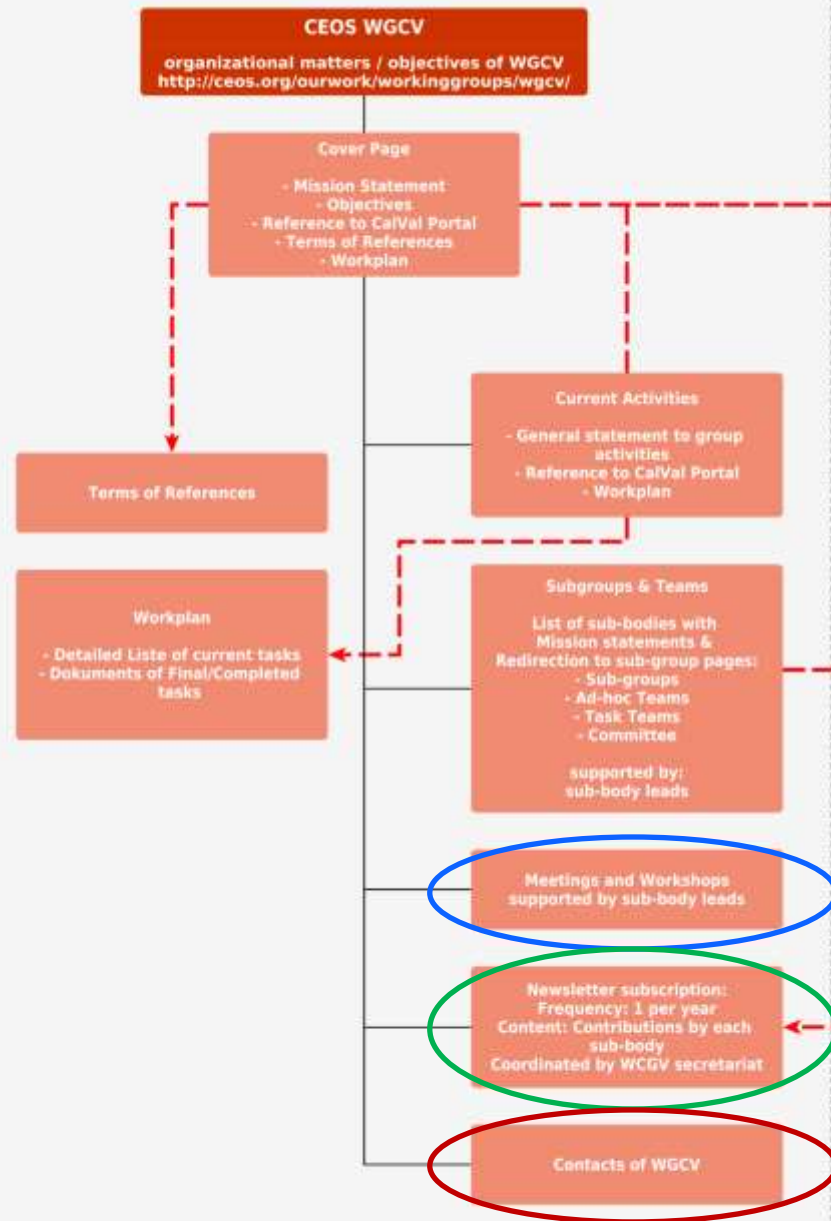 CEOS WGCV
organizational matters / objectives of WGCV
http://ceos.org/ourwork/workinggroups/wgcv/
Cover Page
- Mission Statement
- Objectives
- Reference to CalVal Portal
- Terms of References
- Workplan
Current Activities
- General statement to group
activities
- Reference to CalVal Portal
- Workplan
Terms of References
Workplan
- Detailed Liste of current tasks
- Dokuments of Final/Completed
tasks
Subgroups & Teams
List of sub-bodies with
Mission statements &
Redirection to sub-group pages:
- Sub-groups
- Ad-hoc Teams
- Task Teams
- Committee
supported by:
sub-body leads
Meetings and Workshops
supported by sub-body leads
Newsletter subscription:
Frequency: 1 per year
Content: Contributions by each
sub-body
Coordinated by WCGV secretariat
Contacts of WGCV